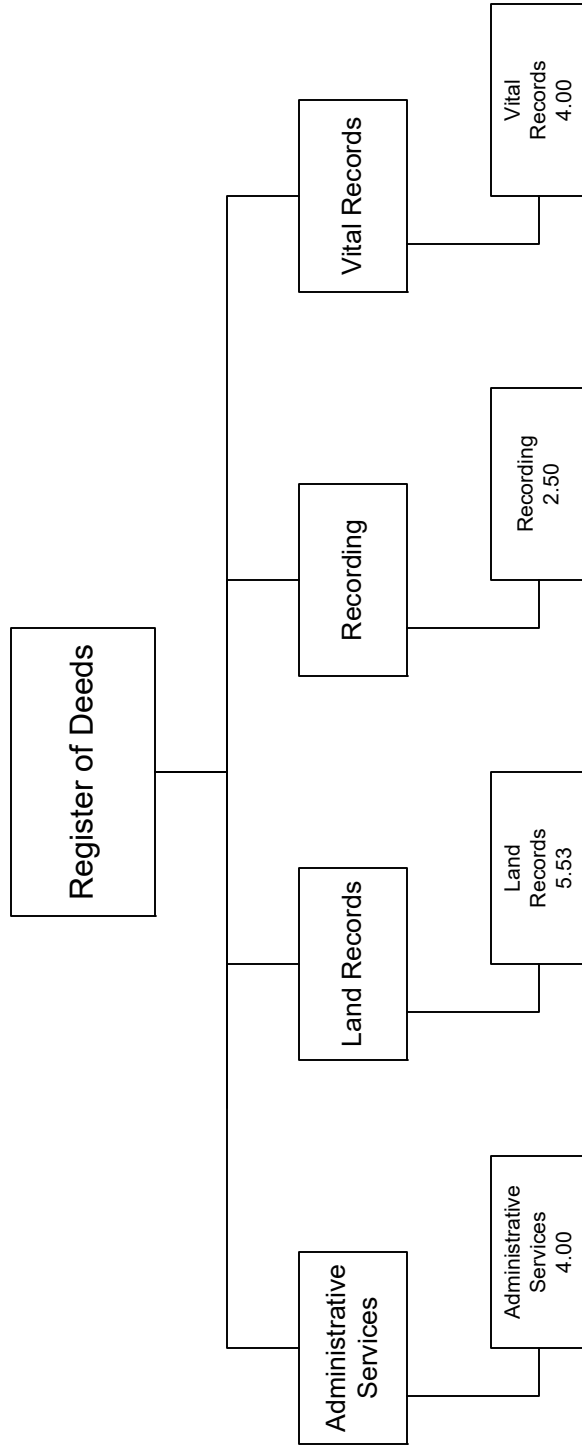 Register of Deeds
Administrative
Services
Land Records
Recording
Vital Records
Administrative
Services
4.00
Land
Records
5.53
Recording
2.50
Vital
Records
4.00